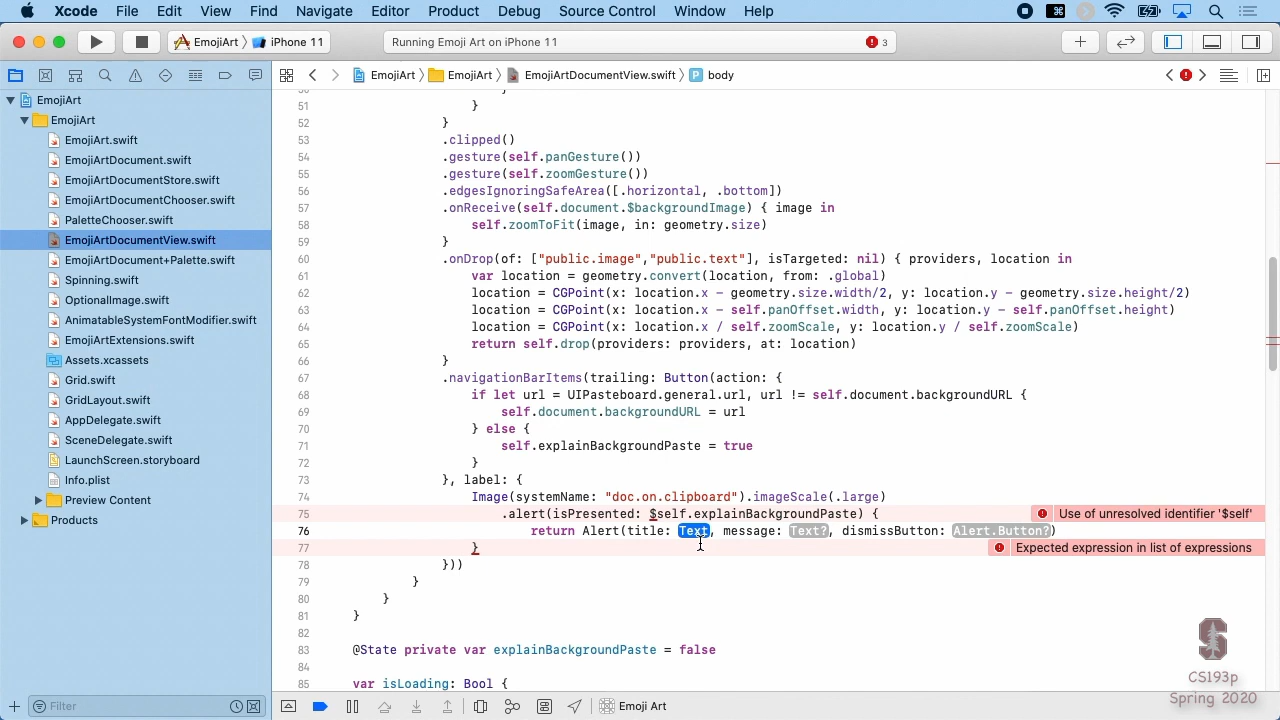 Xcode File Edit View Find Navigate Editor Product Debug Source Control Window Help
EmojiArt iPhone 11
Running Emoji Art on iPhone 11
3
EmojiArt EmojiArt EmojiArtDocumentView.swift P body
EmojiArt
EmojiArt
EmojiArt.swift
EmojiArtDocument.swift
EmojiArtDocumentStore.swift
EmojiArtDocumentChooser.swift
PaletteChooser.swift
EmojiArtDocumentView.swift
EmojiArtDocument+Palette.swift
Spinning.swift
OptionalImage.swift
AnimatableSystemFontModifier.swift
EmojiArtExtensions.swift
Assets.xcassets
Grid.swift
GridLayout.swift
AppDelegate.swift
SceneDelegate.swift
LaunchScreen.storyboard
Info.plist
Preview Content
Products
Filter
51 }
52 }
53 .clipped()
54 .gesture(self.panGesture())
55 .gesture(self.zoomGesture())
56 .edgesIgnoringSafeArea([.horizontal, .bottom])
57 .onReceive(self.document.$backgroundImage) { image in
58 self.zoomToFit(image, in: geometry.size)
59 }
60 .onDrop(of: ["public.image","public.text"], isTargeted: nil) { providers, location in
61 var location = geometry.convert(location, from: .global)
62 location = CGPoint(x: location.x - geometry.size.width/2, y: location.y - geometry.size.height/2)
63 location = CGPoint(x: location.x - self.panOffset.width, y: location.y - self.panOffset.height)
64 location = CGPoint(x: location.x / self.zoomScale, y: location.y / self.zoomScale)
65 return self.drop(providers: providers, at: location)
66 }
67 .navigationBarItems(trailing: Button(action: {
68 if let url = UIPasteboard.general.url, url != self.document.backgroundURL {
69 self.document.backgroundURL = url
70 } else {
71 self.explainBackgroundPaste = true
72 }
73 }, label: {
74 Image(systemName: "doc.on.clipboard").imageScale(.large)
75 .alert(isPresented: $self.explainBackgroundPaste) { Use of unresolved identifier '$self'
76 return Alert(title: Text, message: Text?, dismissButton: Alert.Button?)
77 } Expected expression in list of expressions
78 }))
79 }
80 }
81 }
82
83 @State private var explainBackgroundPaste = false
84
85 var isLoading: Bool {
Emoji Art
CS193p
Spring 2020